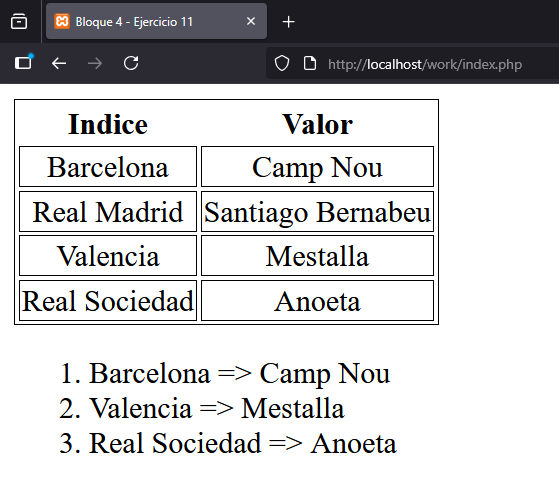 Bloque 4 - Ejercicio 11
http://localhost/work/index.php
Indice Valor
Barcelona Camp Nou
Real Madrid Santiago Bernabeu
Valencia Mestalla
Real Sociedad Anoeta
1. Barcelona => Camp Nou
2. Valencia => Mestalla
3. Real Sociedad => Anoeta